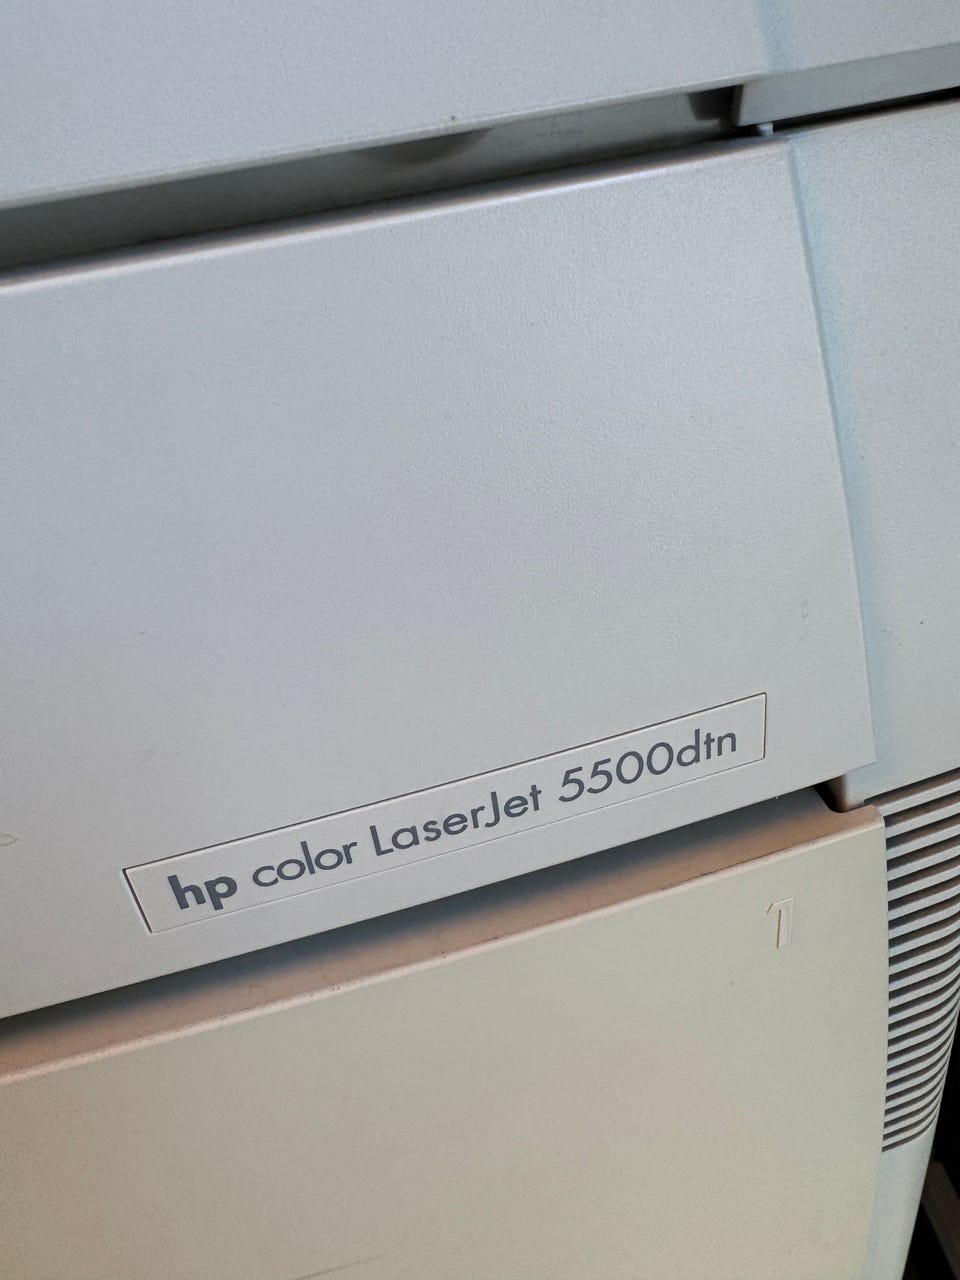 hp color LaserJet 5500dtn
1